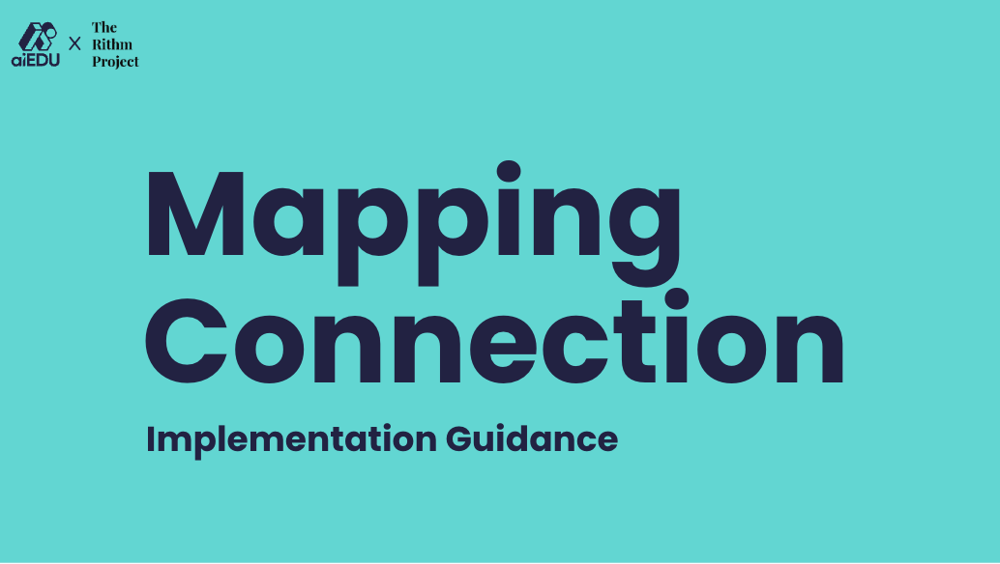 aiEDU
X
The
Rithm
Project
Mapping
Connection
Implementation Guidance